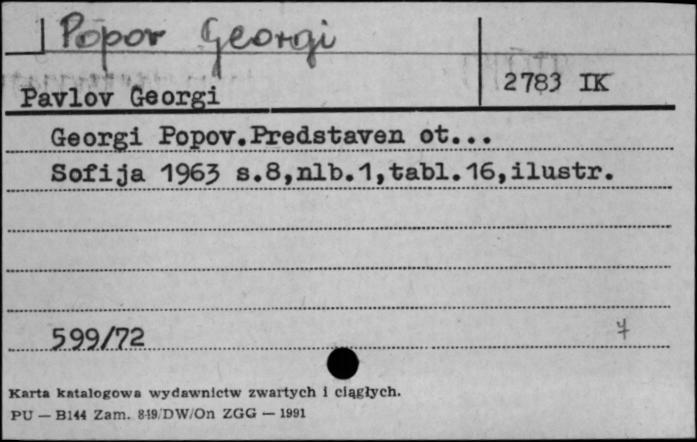 Popov Georgi
Pavlov Georgi
2783 IK
Georgi Popov.Predstaven ot...
Sofija 1963 s.8,nlb.1,tabl.16,ilustr.
599/72
Karta katalogowa wydawnictw zwartych i ciągłych.
PU — B144 Zam. 849/DW/On ZGG — 1991